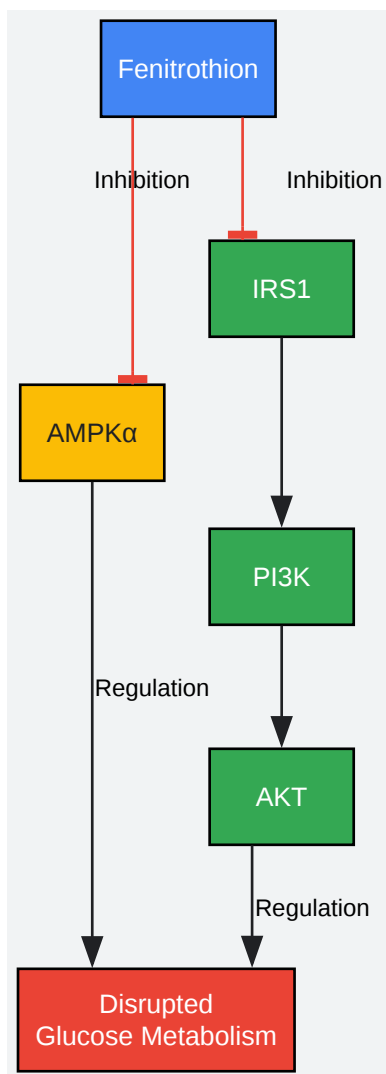 Fenitrothion
Inhibition
Inhibition
IRS1
AMPKα
PI3K
Regulation
AKT
Regulation
Disrupted
Glucose Metabolism